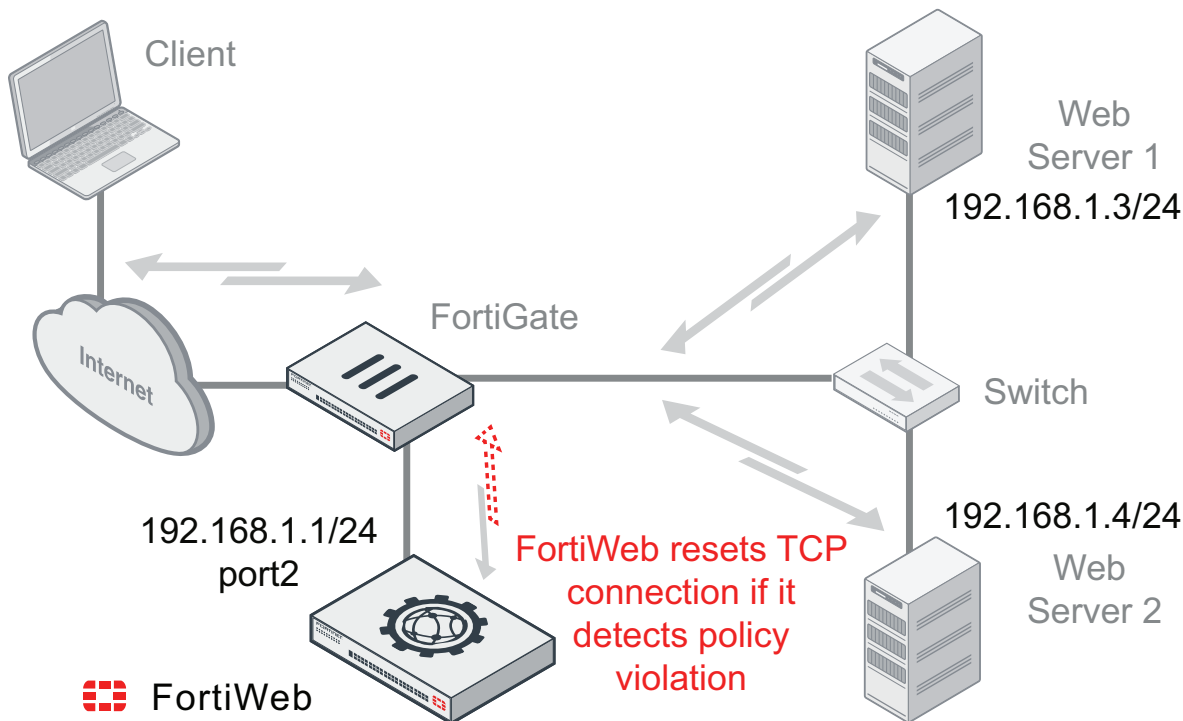 Client
Web
Server 1
192.168.1.3/24
FortiGate
Internet
Switch
192.168.1.1/24
port2
FortiWeb resets TCP
connection if it
detects policy
violation
192.168.1.4/24
Web
Server 2
FortiWeb